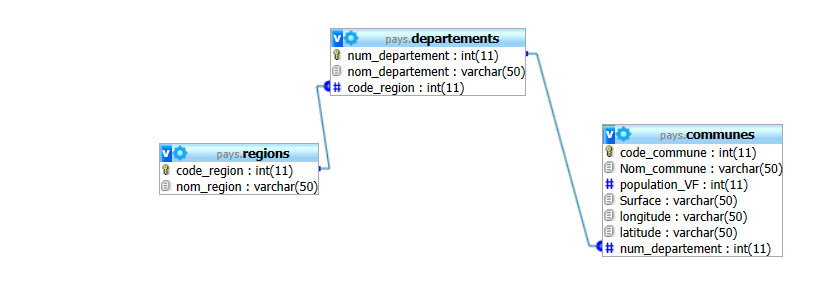 pays.departements
num_departement : int(11)
nom_departement : varchar(50)
# code_region : int(11)
pays.regions
code_region : int(11)
nom_region : varchar(50)
pays.communes
code_commune : int(11)
Nom_commune : varchar(50)
# population_VF : int(11)
Surface : varchar(50)
longitude : varchar(50)
latitude : varchar(50)
# num_departement : int(11)